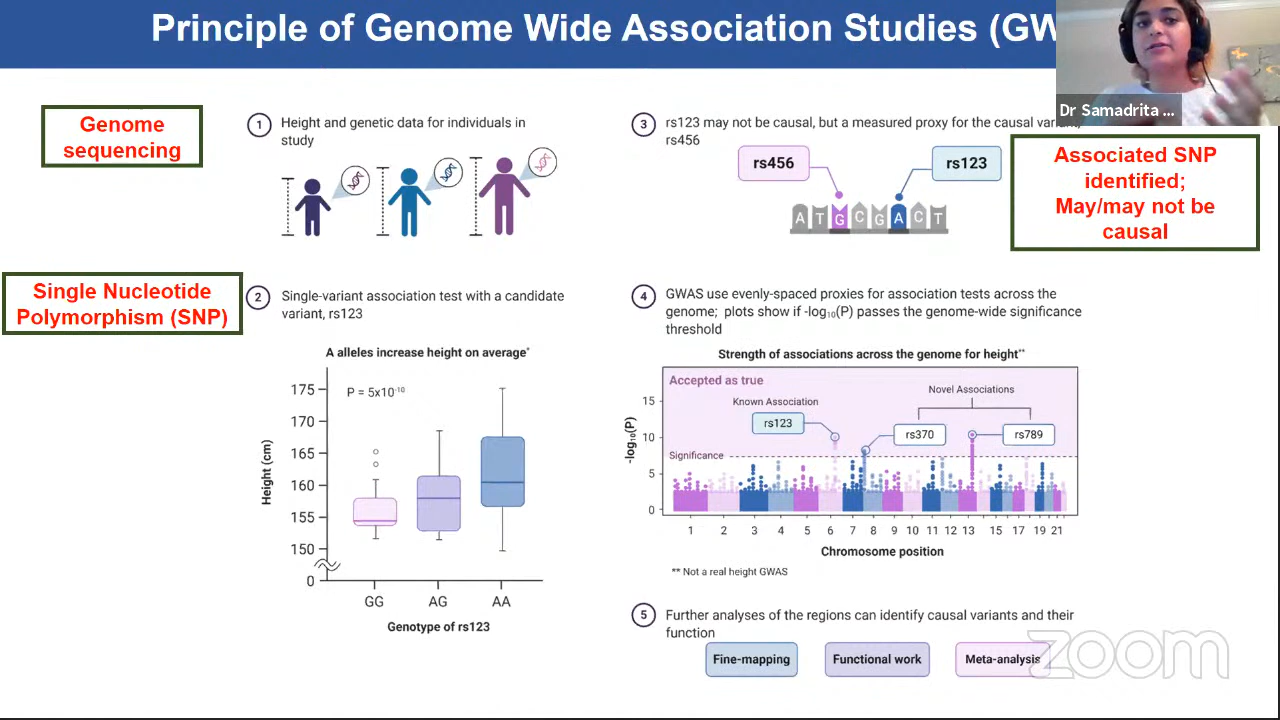 Principle of Genome Wide Association Studies (GW
Dr Samadrita ...
Genome
sequencing
1
Height and genetic data for individuals in
study
3
rs123 may not be causal, but a measured proxy for the causal variant,
rs456
rs456
rs123
A T G C G A C T
Associated SNP
identified;
May/may not be
causal
Single Nucleotide
Polymorphism (SNP)
2
Single-variant association test with a candidate
variant, rs123
A alleles increase height on average*
P = 5x10⁻¹⁰
Height (cm)
175
170
165
160
155
150
0
GG AG AA
Genotype of rs123
4
GWAS use evenly-spaced proxies for association tests across the
genome; plots show if -log₁₀(P) passes the genome-wide significance
threshold
Strength of associations across the genome for height**
Accepted as true
Known Association
rs123
Novel Associations
rs370
rs789
Significance
-log₁₀(P)
15
10
5
0
1 2 3 4 5 6 7 8 9 10 11 12 13 15 17 19 21
Chromosome position
** Not a real height GWAS
5
Further analyses of the regions can identify causal variants and their
function
Fine-mapping
Functional work
Meta-analysis
zoom